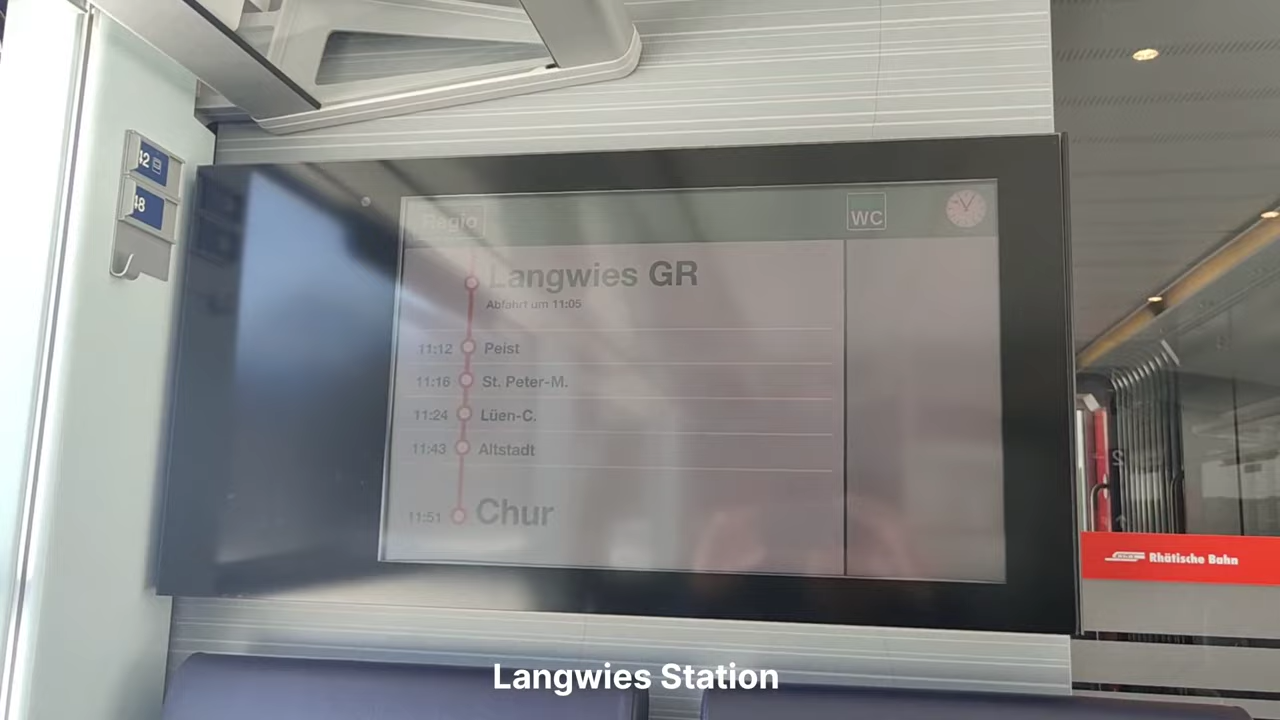 42
48
Regio
WC
Langwies GR
Abfahrt um 11:05
11:12 Peist
11:16 St. Peter-M.
11:24 Lüen-C.
11:43 Altstadt
11:51 Chur
2
Rhätische Bahn
Langwies Station